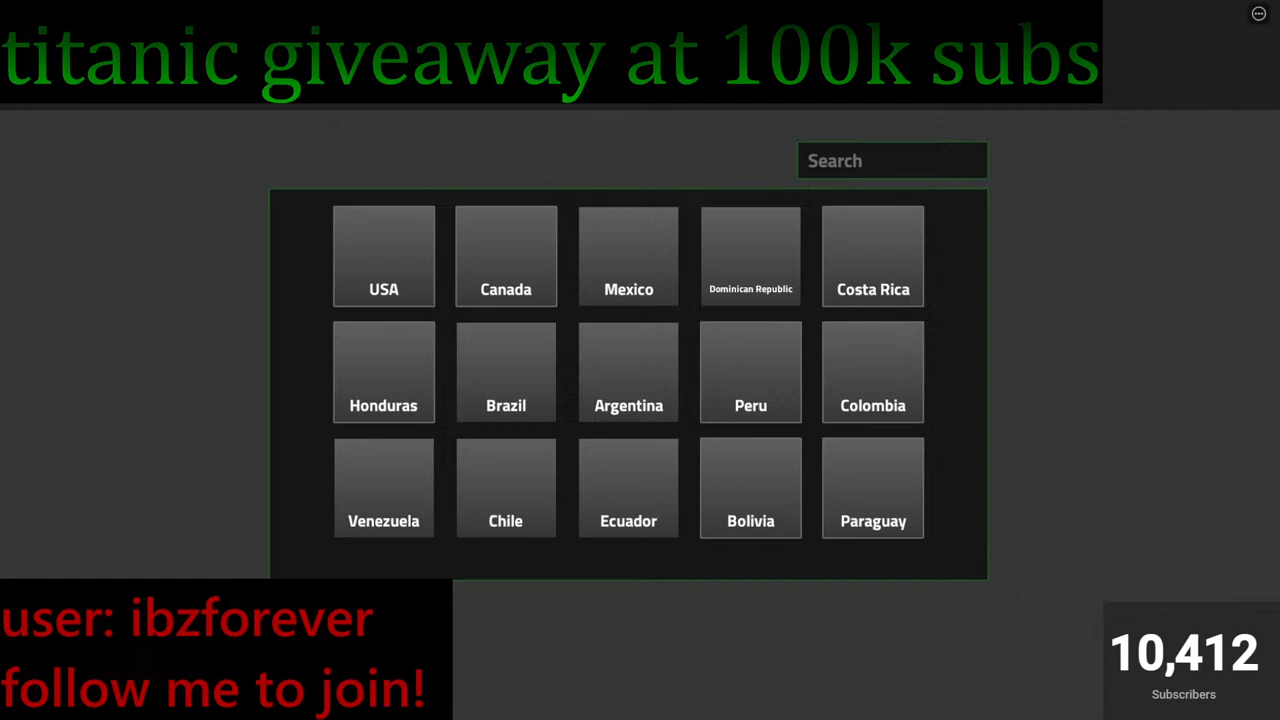 titanic giveaway at 100k subs
Search
USA
Canada
Mexico
Dominican Republic
Costa Rica
Honduras
Brazil
Argentina
Peru
Colombia
Venezuela
Chile
Ecuador
Bolivia
Paraguay
user: ibzforever
follow me to join!
10,412
Subscribers